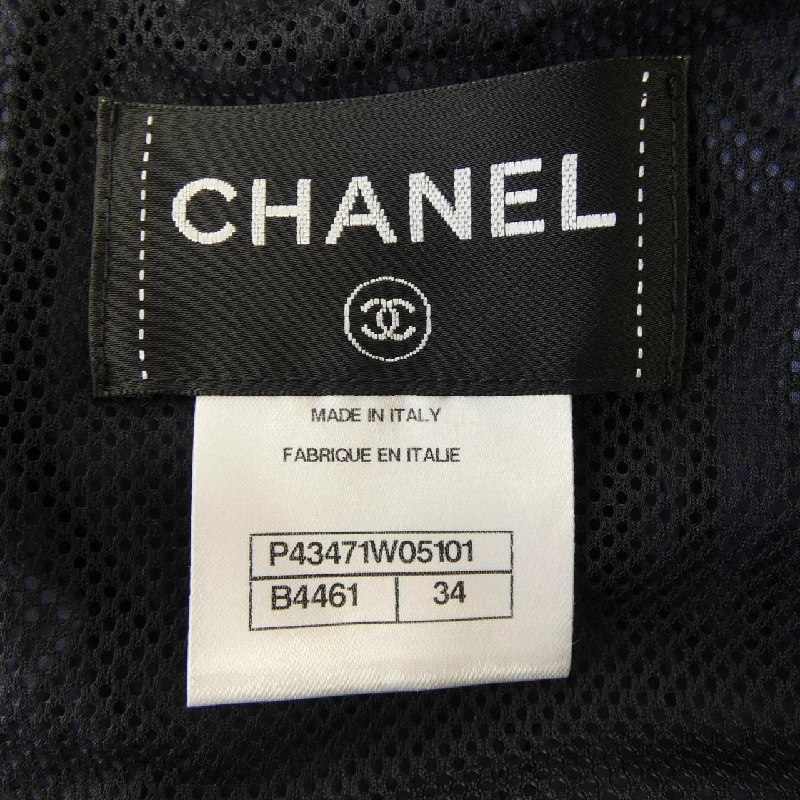 CHANEL
MADE IN ITALY
FABRIQUE EN ITALIE
P43471W05101
B4461 34